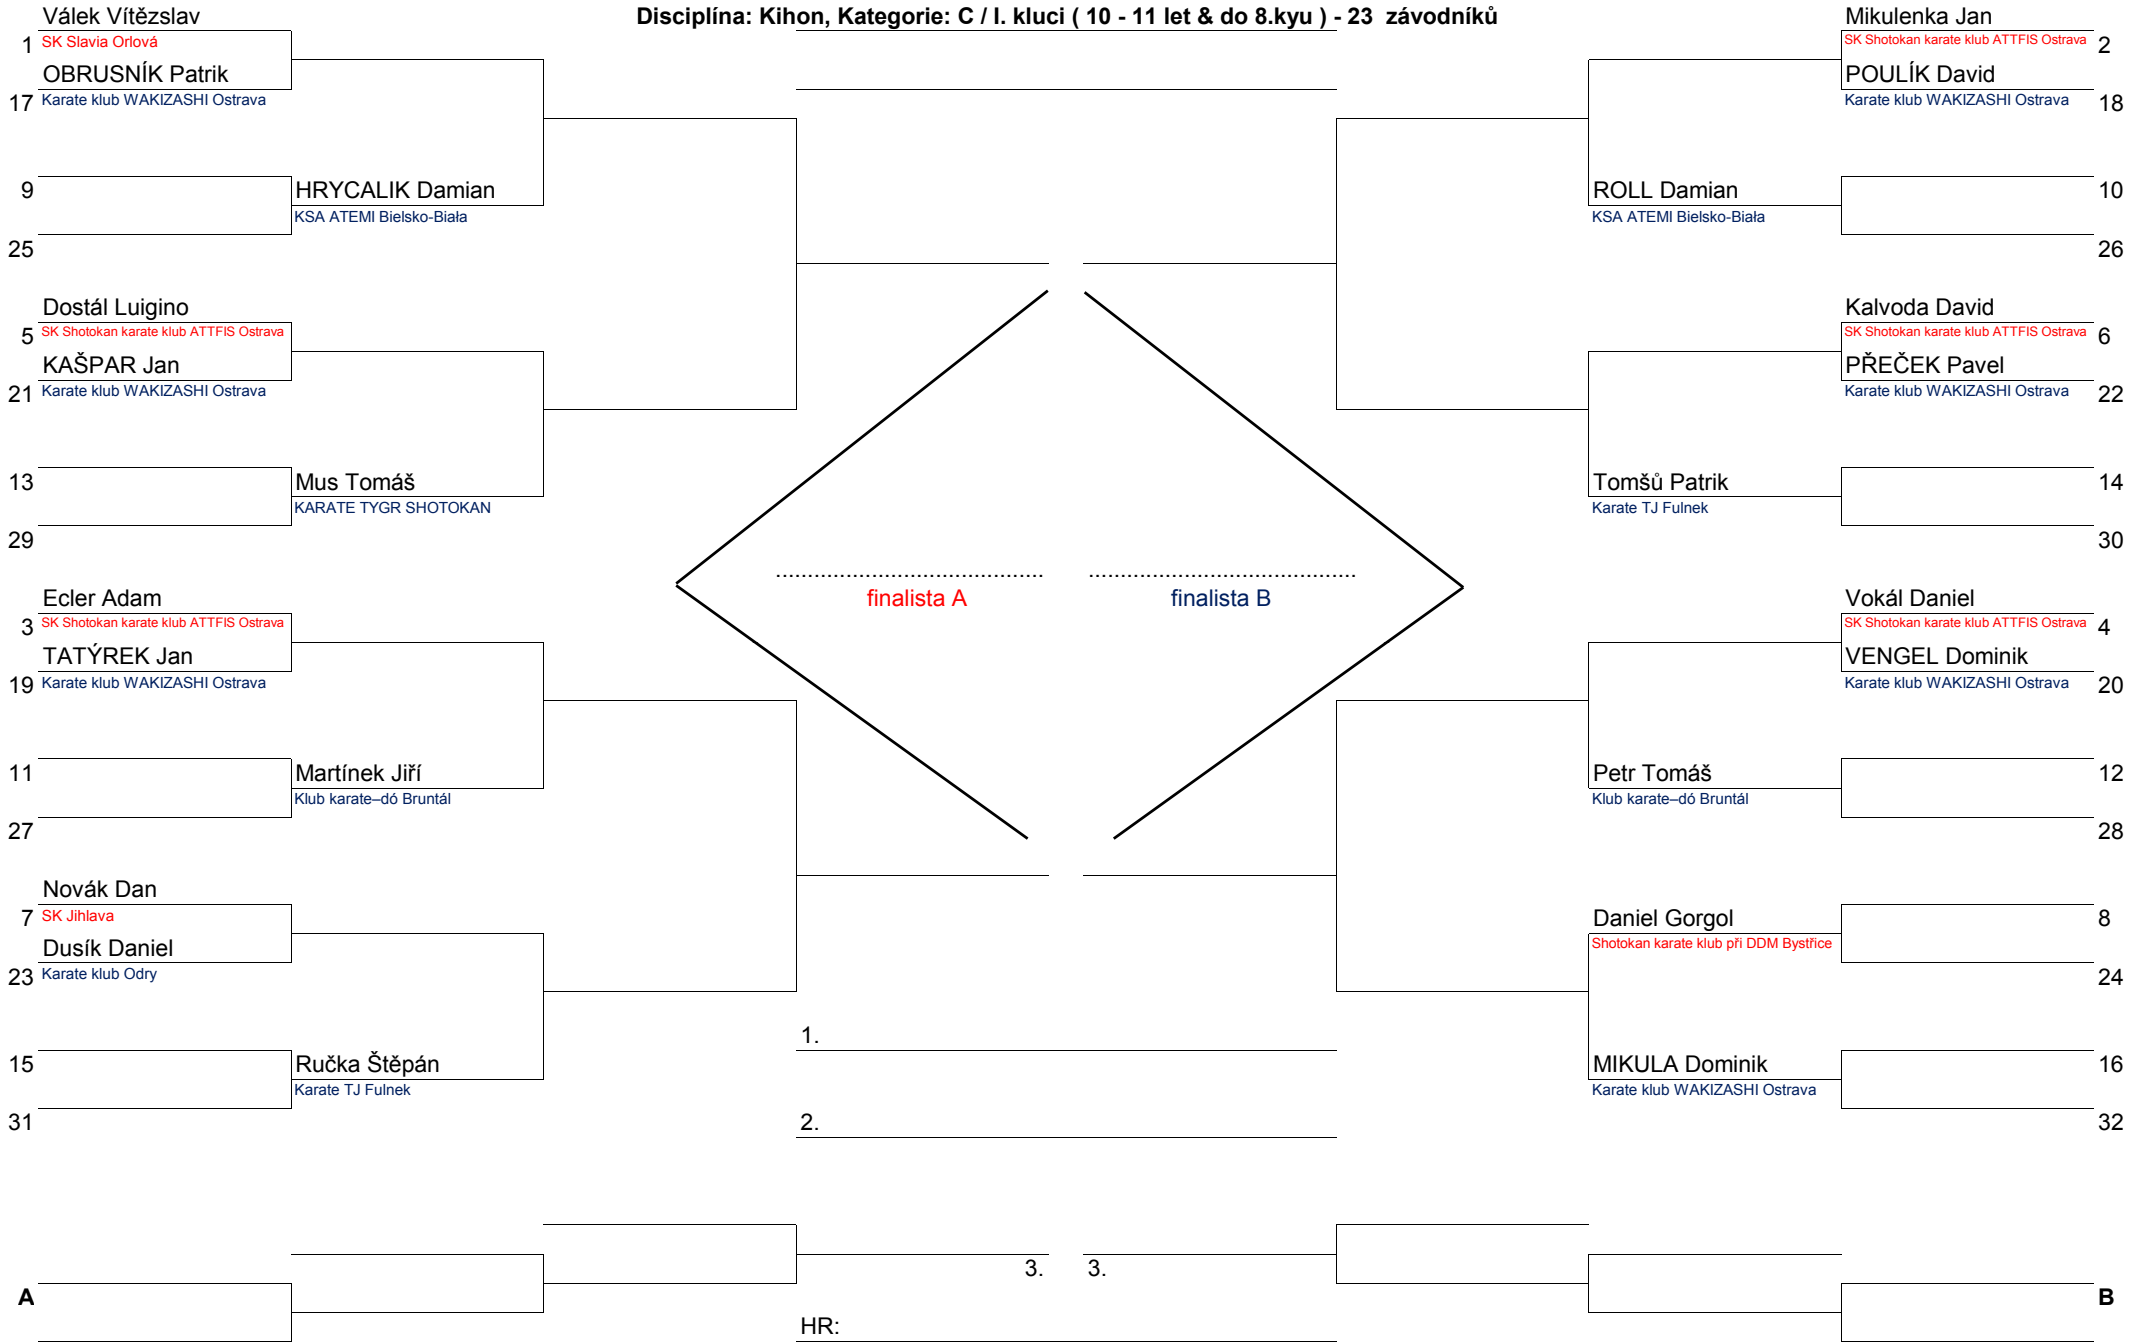 Disciplína: Kihon, Kategorie: C / I. kluci ( 10 - 11 let & do 8.kyu ) - 23 závodníků
Válek Vítězslav
1 SK Slavia Orlová
OBRUSNÍK Patrik
17 Karate klub WAKIZASHI Ostrava
9
HRYCALIK Damian
KSA ATEMI Bielsko-Biała
25
Dostál Luigino
5 SK Shotokan karate klub ATTFIS Ostrava
KAŠPAR Jan
21 Karate klub WAKIZASHI Ostrava
13
Mus Tomáš
KARATE TYGR SHOTOKAN
29
Ecler Adam
3 SK Shotokan karate klub ATTFIS Ostrava
TATÝREK Jan
19 Karate klub WAKIZASHI Ostrava
11
Martínek Jiří
Klub karate–dó Bruntál
27
Novák Dan
7 SK Jihlava
Dusík Daniel
23 Karate klub Odry
15
Ručka Štěpán
Karate TJ Fulnek
31
A
..........................................
finalista A
..........................................
finalista B
1.
2.
3.
3.
HR:
Mikulenka Jan
SK Shotokan karate klub ATTFIS Ostrava 2
POULÍK David
Karate klub WAKIZASHI Ostrava 18
ROLL Damian
KSA ATEMI Bielsko-Biała
10
26
Kalvoda David
SK Shotokan karate klub ATTFIS Ostrava 6
PŘEČEK Pavel
Karate klub WAKIZASHI Ostrava 22
Tomšů Patrik
Karate TJ Fulnek
14
30
Vokál Daniel
SK Shotokan karate klub ATTFIS Ostrava 4
VENGEL Dominik
Karate klub WAKIZASHI Ostrava 20
Petr Tomáš
Klub karate–dó Bruntál
12
28
Daniel Gorgol
Shotokan karate klub při DDM Bystřice
8
24
MIKULA Dominik
Karate klub WAKIZASHI Ostrava
16
32
B